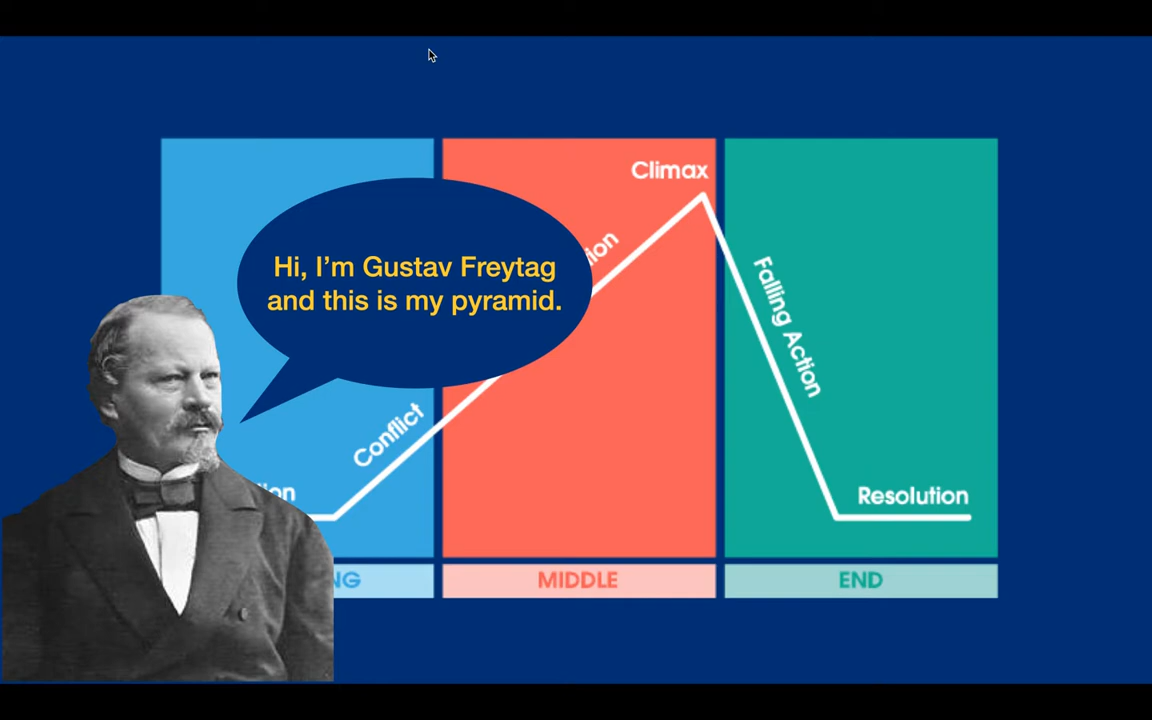 Climax
Hi, I'm Gustav Freytag
and this is my pyramid.
Falling Action
Conflict
Resolution
MIDDLE
END